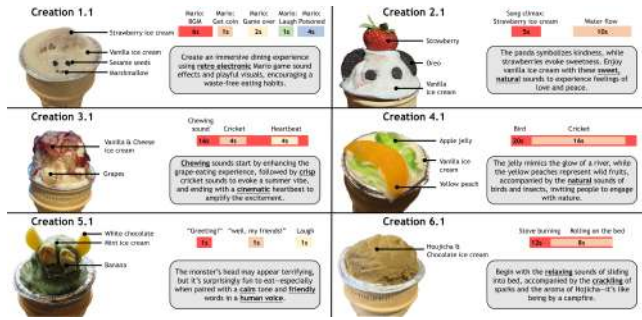 Creation 1.1
Strawberry ice cream
Vanilla ice cream
Sesame seeds
Marshmallow
Mario: BGM
Mario: Get coin
Mario: Game over
Mario: Laugh
Mario: Poisoned
6s
1s
2s
1s
4s
Create an immersive dining experience
using retro electronic Mario game sound
effects and playful visuals, encouraging a
waste-free eating habits.
Creation 2.1
Strawberry
Oreo
Vanilla
ice cream
Song climax:
Strawberry ice cream
Water flow
5s
10s
The panda symbolizes kindness, while
strawberries evoke sweetness. Enjoy
vanilla ice cream with these sweet,
natural sounds to experience feelings of
love and peace.
Creation 3.1
Vanilla & Cheese
ice cream
Grapes
Chewing
sound
Cricket
Heartbeat
16s
4s
4s
Chewing sounds start by enhancing the
grape-eating experience, followed by crisp
cricket sounds to evoke a summer vibe,
and ending with a cinematic heartbeat to
amplify the excitement.
Creation 4.1
Apple jelly
Vanilla ice
cream
Yellow peach
Bird
Cricket
20s
16s
The jelly mimics the glow of a river, while
the yellow peaches represent wild fruits,
accompanied by the natural sounds of
birds and insects, inviting people to
engage with nature.
Creation 5.1
White chocolate
Mint ice cream
Banana
"Greeting!"
"well, my friends!"
Laugh
1s
1s
1s
The monster's head may appear terrifying,
but it's surprisingly fun to eat—especially
when paired with a calm tone and friendly
words in a human voice.
Creation 6.1
Houjicha &
Chocolate ice cream
Stove burning
Rolling on the bed
12s
8s
Begin with the relaxing sounds of sliding
into bed, accompanied by the crackling of
sparks and the aroma of Hojicha—it's like
being by a campfire.